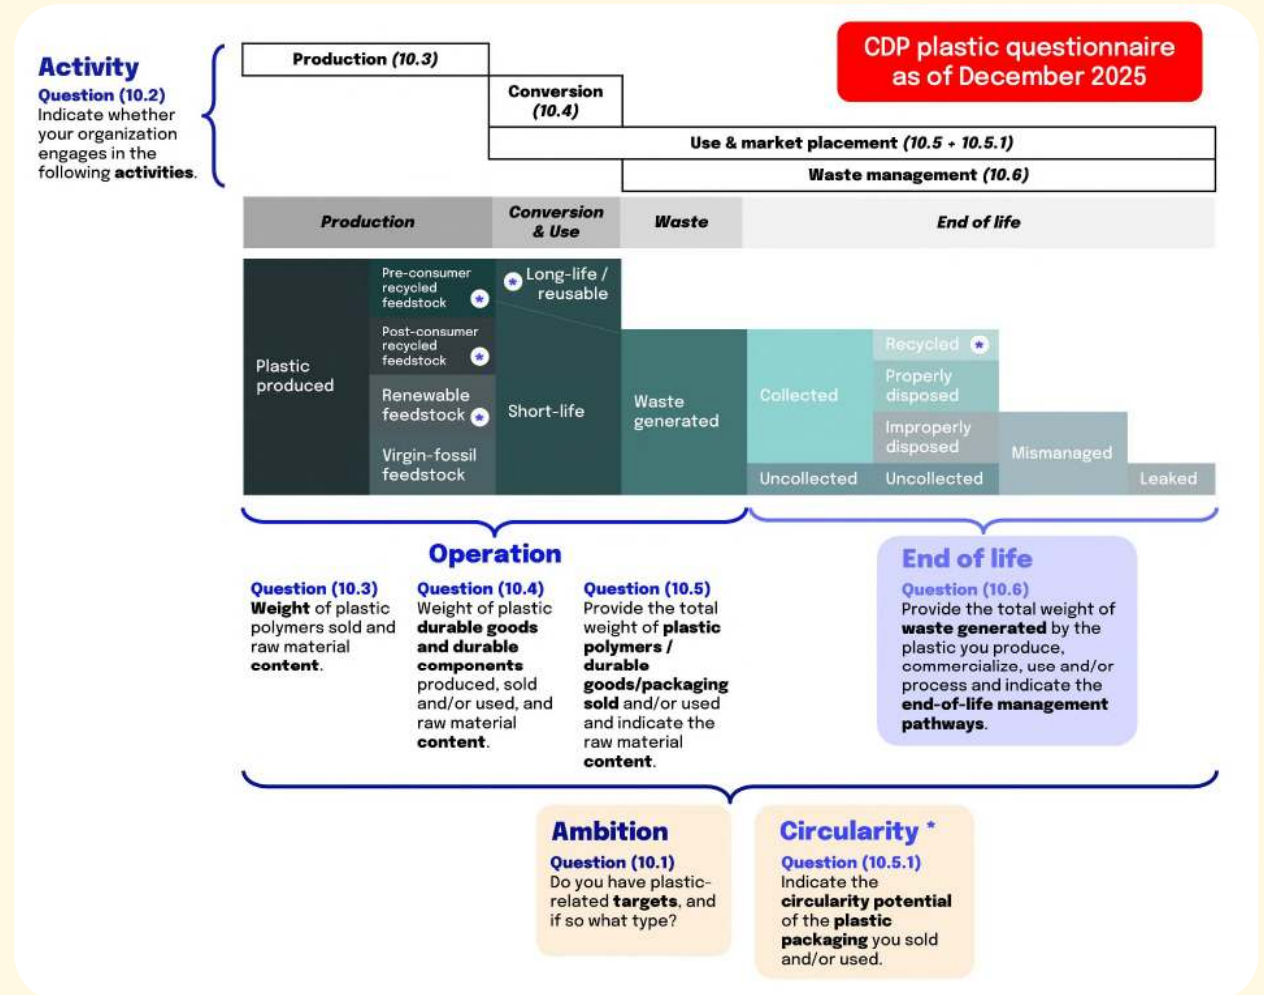 Activity
Question (10.2)
Indicate whether
your organization
engages in the
following activities.
Production (10.3)
Conversion
(10.4)
Use & market placement (10.5 + 10.5.1)
Waste management (10.6)
CDP plastic questionnaire
as of December 2025
Production
Conversion
& Use
Waste
End of life
Plastic
produced
Pre-consumer
recycled
feedstock *
Post-consumer
recycled
feedstock *
Renewable
feedstock *
Virgin-fossil
feedstock
* Long-life /
reusable
Short-life
Waste
generated
Collected
Uncollected
Recycled *
Properly
disposed
Improperly
disposed
Uncollected
Mismanaged
Leaked
Operation
Question (10.3)
Weight of plastic
polymers sold and
raw material
content.
Question (10.4)
Weight of plastic
durable goods
and durable
components
produced, sold
and/or used, and
raw material
content.
Question (10.5)
Provide the total
weight of plastic
polymers /
durable
goods/packaging
sold and/or used
and indicate the
raw material
content.
End of life
Question (10.6)
Provide the total weight of
waste generated by the
plastic you produce,
commercialize, use and/or
process and indicate the
end-of-life management
pathways.
Ambition
Question (10.1)
Do you have plastic-
related targets, and
if so what type?
Circularity *
Question (10.5.1)
Indicate the
circularity potential
of the plastic
packaging you sold
and/or used.